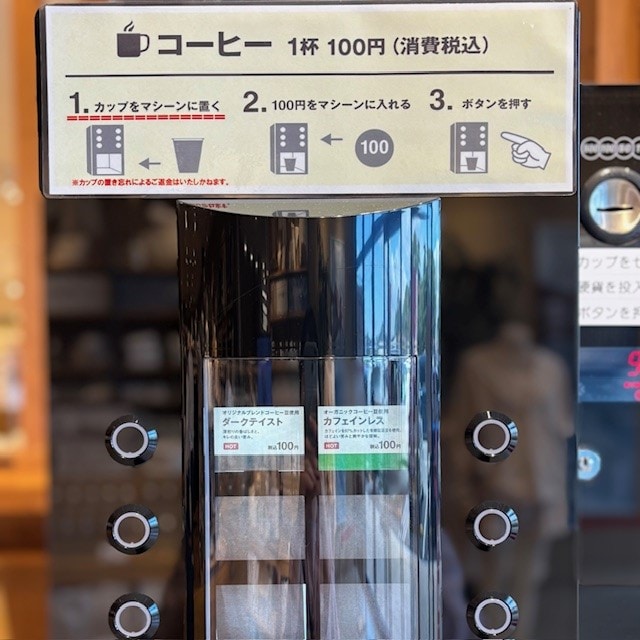 コーヒー 1杯 100円(消費税込)
1. カップをマシーンに置く 2. 100円をマシーンに入れる 3. ボタンを押す
100
※カップの置き忘れによるご返金はいたしかねます。
カップをセ
硬貨を投入
ボタンを押
オリジナルブレンドコーヒー豆使用
ダークテイスト
HOT 税込100円
オーガニックコーヒー豆使用
カフェインレス
HOT 税込100円